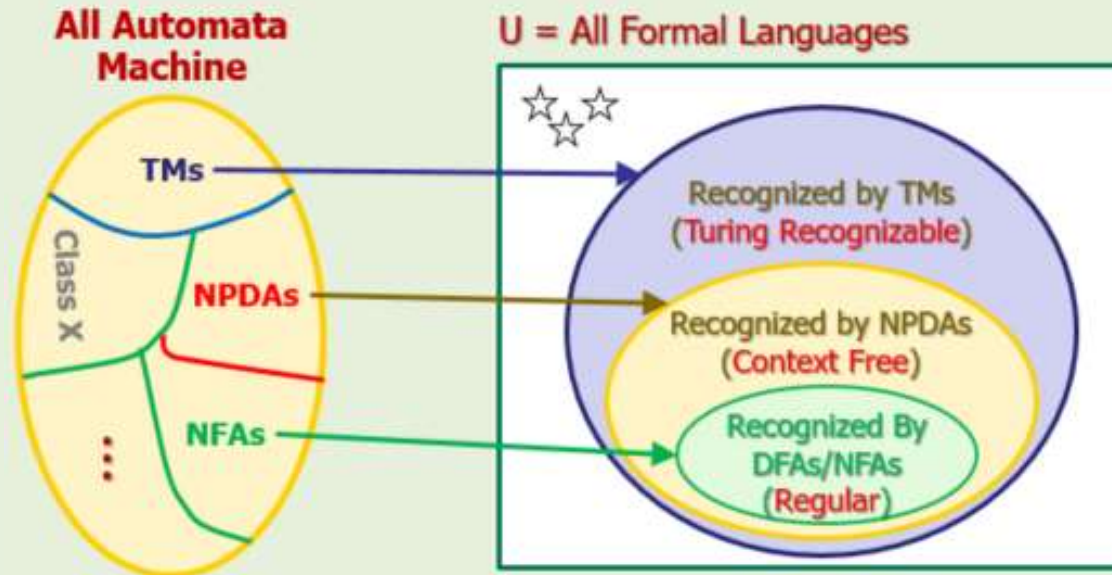 All Automata
Machine
U = All Formal Languages
TMs
Class X
NPDAs
NFAs
...
Recognized by TMs
(Turing Recognizable)
Recognized by NPDAs
(Context Free)
Recognized By
DFAs/NFAs
(Regular)